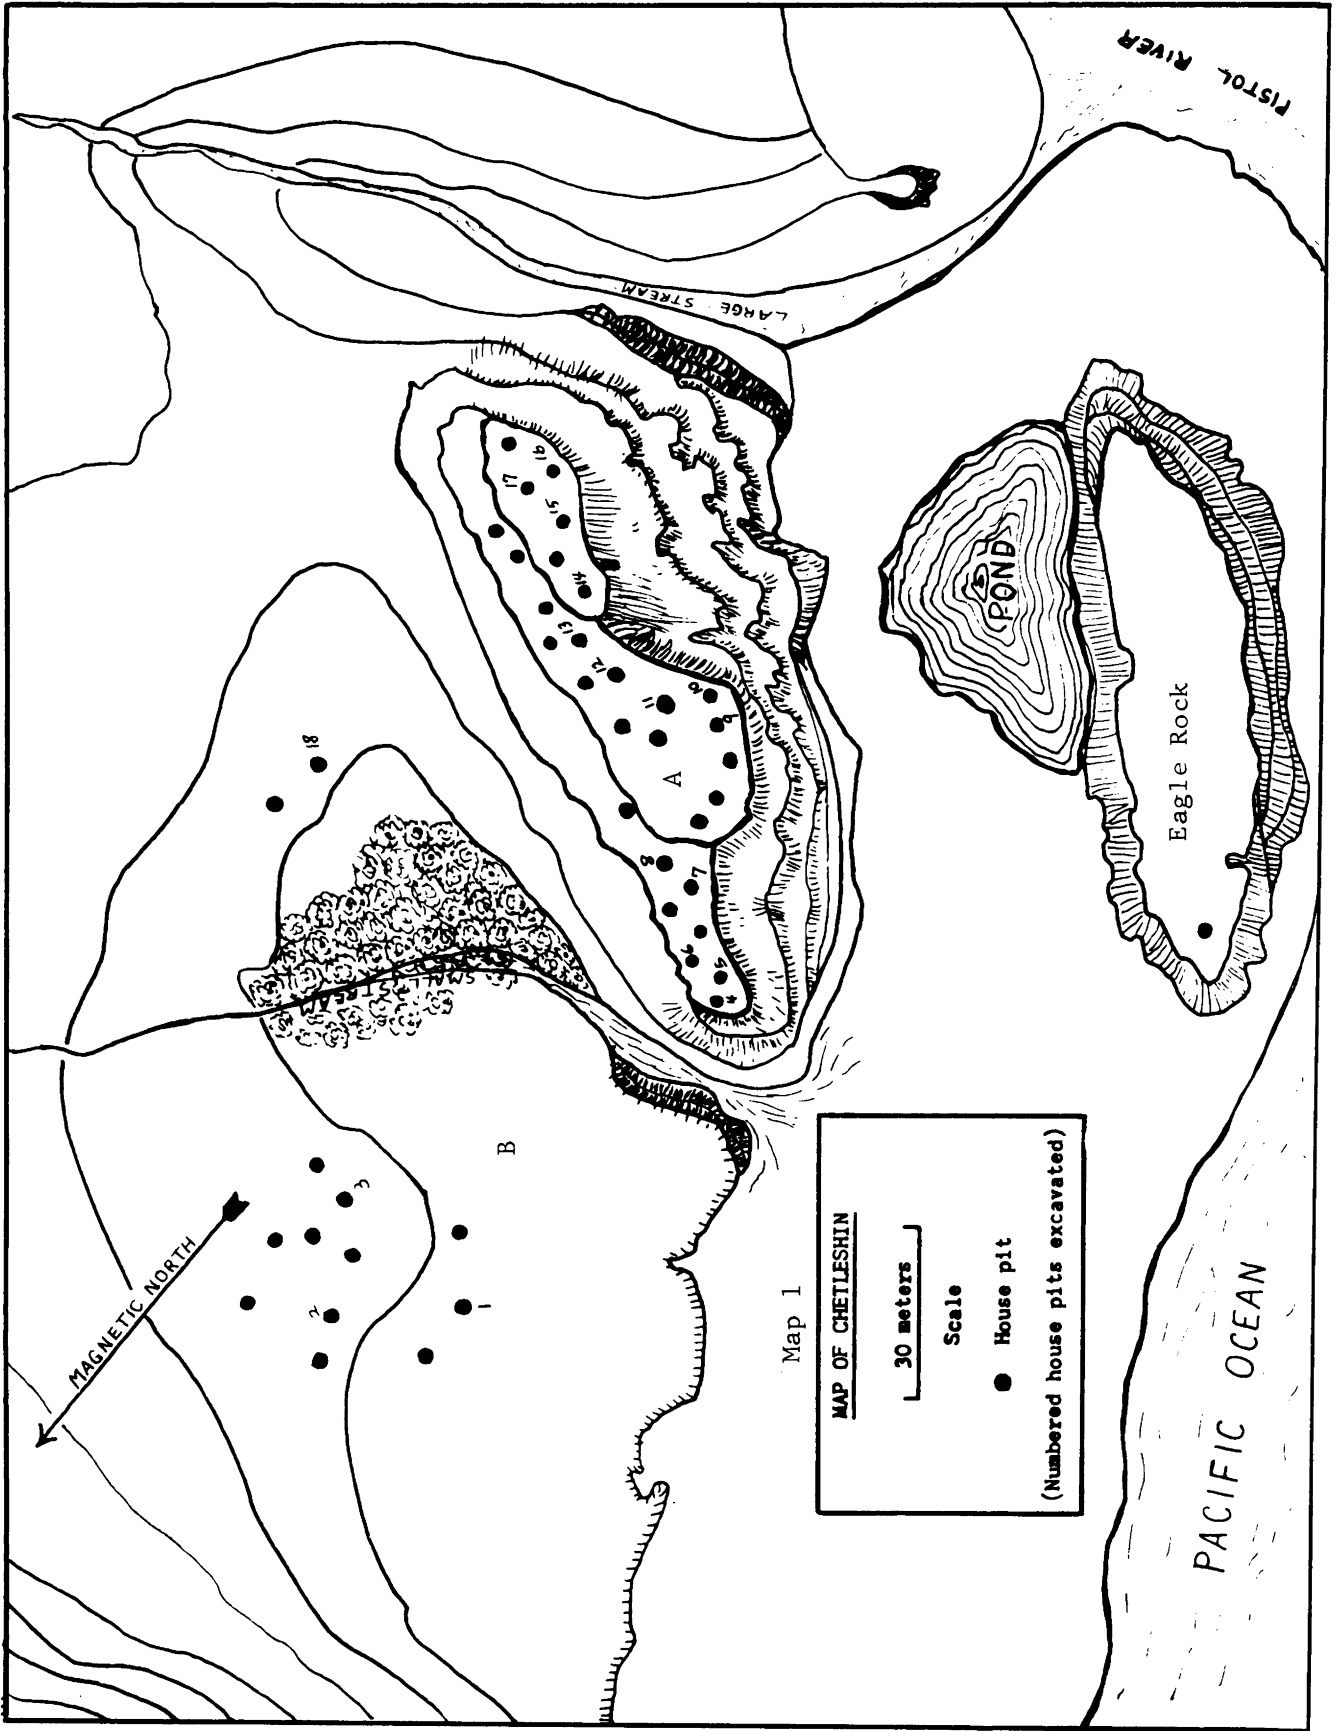 PISTOL RIVER
LARGE STREAM
POND
Eagle Rock
18
17
16
15
14
13
12
11
10
9
A
8
7
6
5
4
SMALL STREAM
B
3
2
1
MAGNETIC NORTH
Map 1
MAP OF CHETLESHIN
30 meters
Scale
House pit
(Numbered house pits excavated)
PACIFIC OCEAN